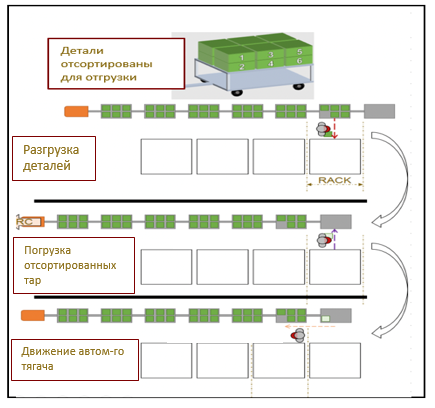 Детали
отсортированы
для отгрузки
1 3 5
2 4 6
Разгрузка
деталей
RACK
RC
Погрузка
отсортированных
тар
Движение автом-го
тягача